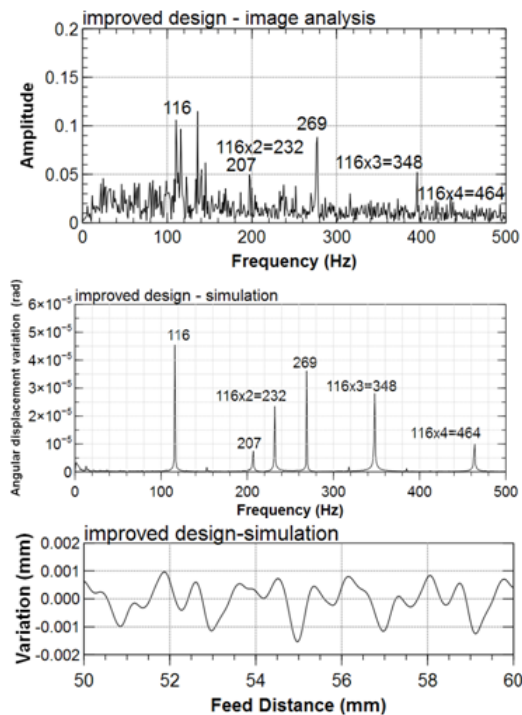 improved design - image analysis
0.2
0.15
0.1
0.05
0
Amplitude
116
116x2=232
207
269
116x3=348
116x4=464
0 100 200 300 400 500
Frequency (Hz)
improved design - simulation
6×10⁻⁵
5×10⁻⁵
4×10⁻⁵
3×10⁻⁵
2×10⁻⁵
1×10⁻⁵
0
Angular displacement variation (rad)
116
116x2=232
207
269
116x3=348
116x4=464
0 100 200 300 400 500
Frequency (Hz)
improved design-simulation
0.002
0.001
0.000
-0.001
-0.002
Variation (mm)
50 52 54 56 58 60
Feed Distance (mm)